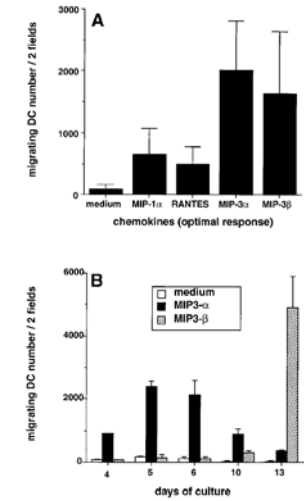 A
migrating DC number / 2 fields
3000
2000
1000
0
medium MIP-1α RANTES MIP-3α MIP-3β
chemokines (optimal response)
B
migrating DC number / 2 fields
6000
4000
2000
0
medium
MIP3-α
MIP3-β
4 5 6 10 13
days of culture